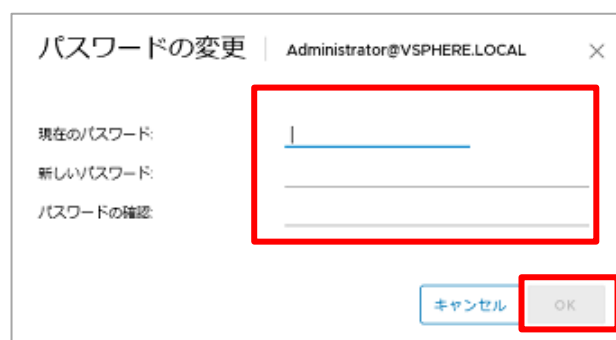 パスワードの変更 Administrator@VSPHERE.LOCAL
現在のパスワード:
新しいパスワード:
パスワードの確認:
キャンセル OK